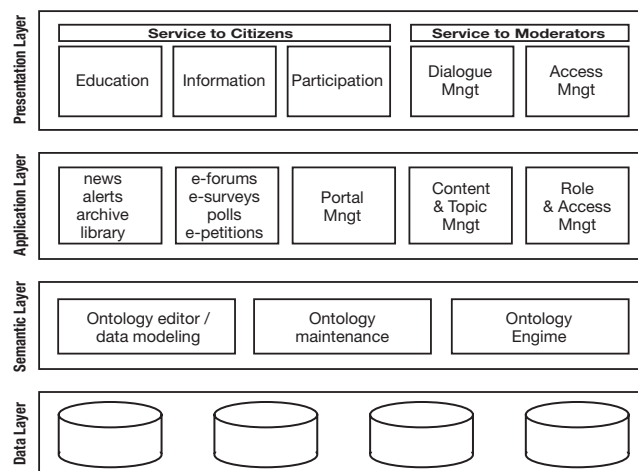 Presentation Layer
Service to Citizens
Service to Moderators
Education
Information
Participation
Dialogue
Mngt
Access
Mngt
Application Layer
news
alerts
archive
library
e-forums
e-surveys
polls
e-petitions
Portal
Mngt
Content
& Topic
Mngt
Role
& Access
Mngt
Semantic Layer
Ontology editor /
data modeling
Ontology
maintenance
Ontology
Engime
Data Layer